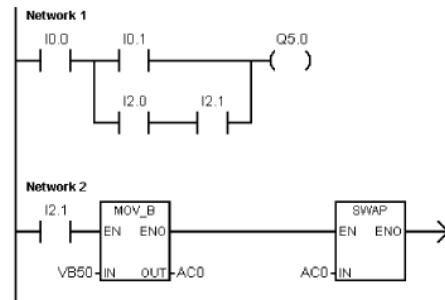 Network 1
I0.0 I0.1 Q5.0
I2.0 I2.1
Network 2
I2.1 MOV_B SWAP
EN ENO EN ENO
VB50 IN OUT AC0 AC0 IN